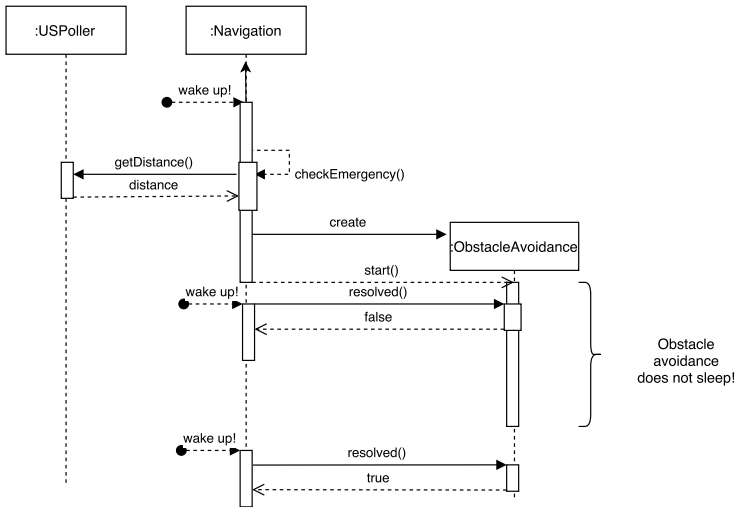 :USPoller
:Navigation
wake up!
getDistance()
checkEmergency()
distance
create
:ObstacleAvoidance
start()
wake up!
resolved()
false
Obstacle
avoidance
does not sleep!
wake up!
resolved()
true